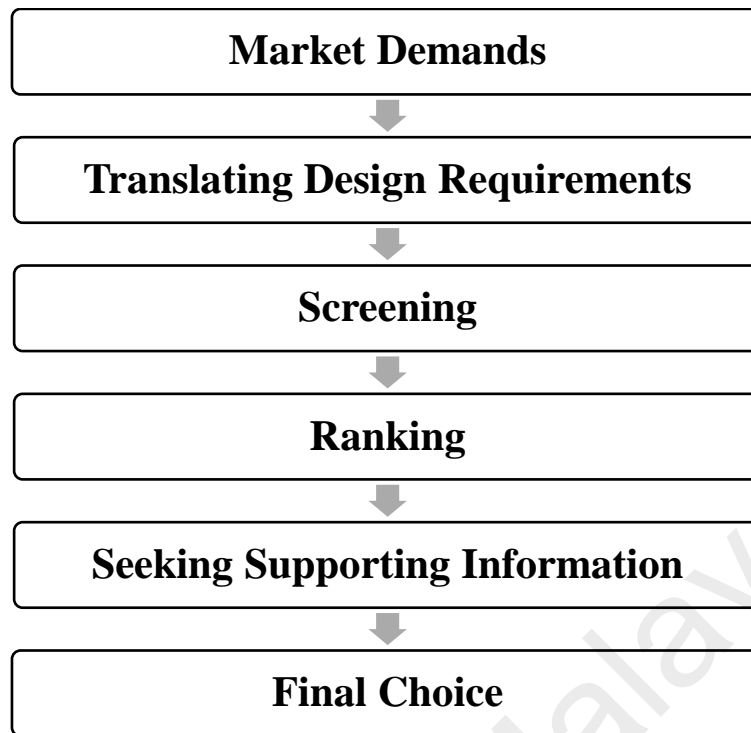 Market Demands
Translating Design Requirements
Screening
Ranking
Seeking Supporting Information
Final Choice